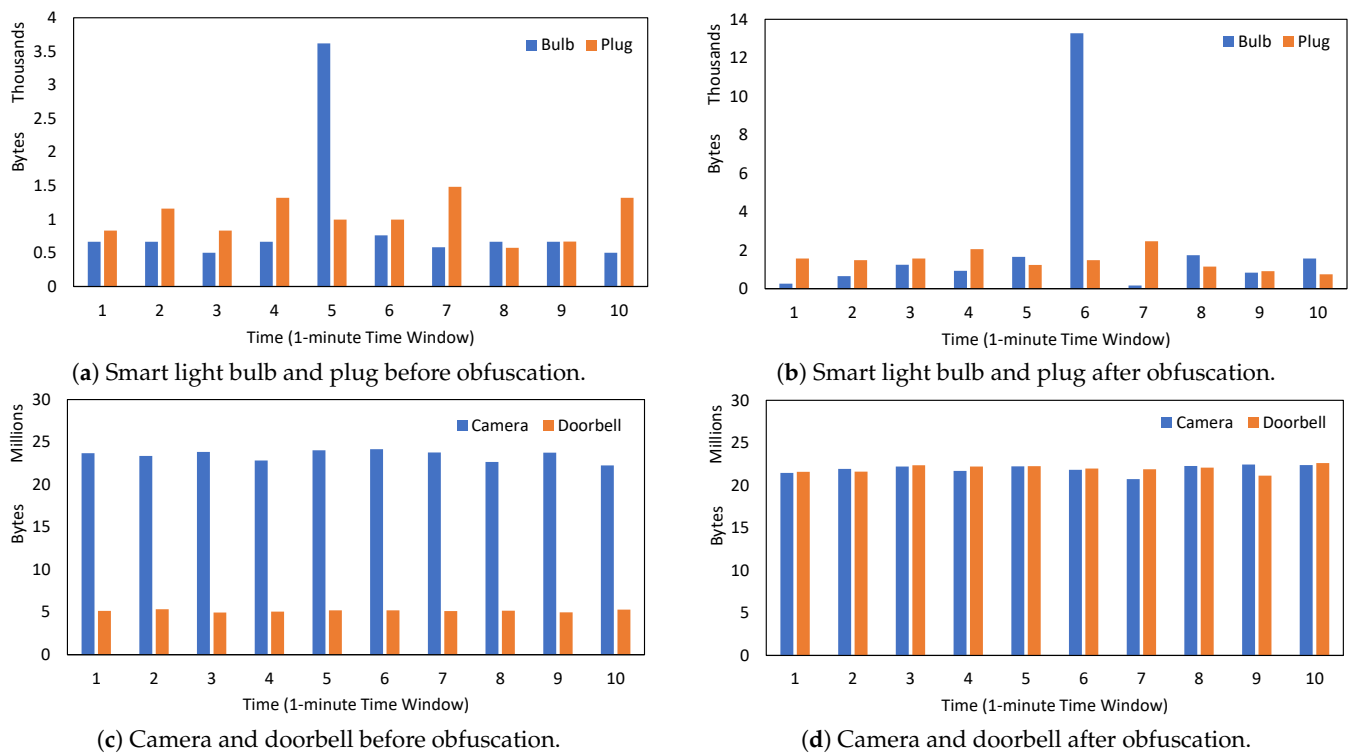 4
3.5
3
2.5
2
1.5
1
0.5
0
Bytes Thousands
Bulb Plug
1 2 3 4 5 6 7 8 9 10
Time (1-minute Time Window)
(a) Smart light bulb and plug before obfuscation.
14
12
10
8
6
4
2
0
Bytes Thousands
Bulb Plug
1 2 3 4 5 6 7 8 9 10
Time (1-minute Time Window)
(b) Smart light bulb and plug after obfuscation.
30
25
20
15
10
5
0
Bytes Millions
Camera Doorbell
1 2 3 4 5 6 7 8 9 10
Time (1-minute Time Window)
(c) Camera and doorbell before obfuscation.
30
25
20
15
10
5
0
Bytes Millions
Camera Doorbell
1 2 3 4 5 6 7 8 9 10
Time (1-minute Time Window)
(d) Camera and doorbell after obfuscation.